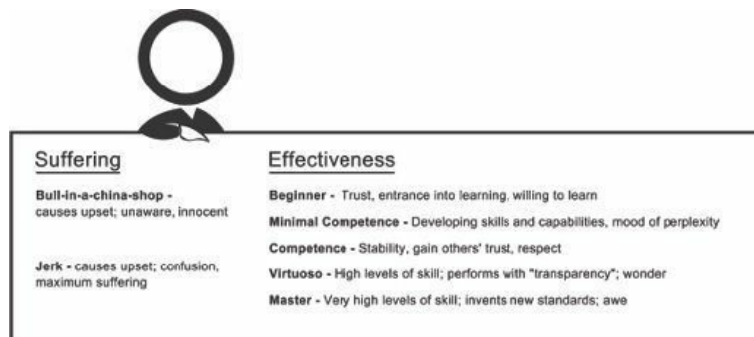 Suffering
Bull-in-a-china-shop -
causes upset; unaware, innocent
Jerk - causes upset; confusion,
maximum suffering
Effectiveness
Beginner - Trust, entrance into learning, willing to learn
Minimal Competence - Developing skills and capabilities, mood of perplexity
Competence - Stability, gain others' trust, respect
Virtuoso - High levels of skill; performs with "transparency"; wonder
Master - Very high levels of skill; invents new standards; awe